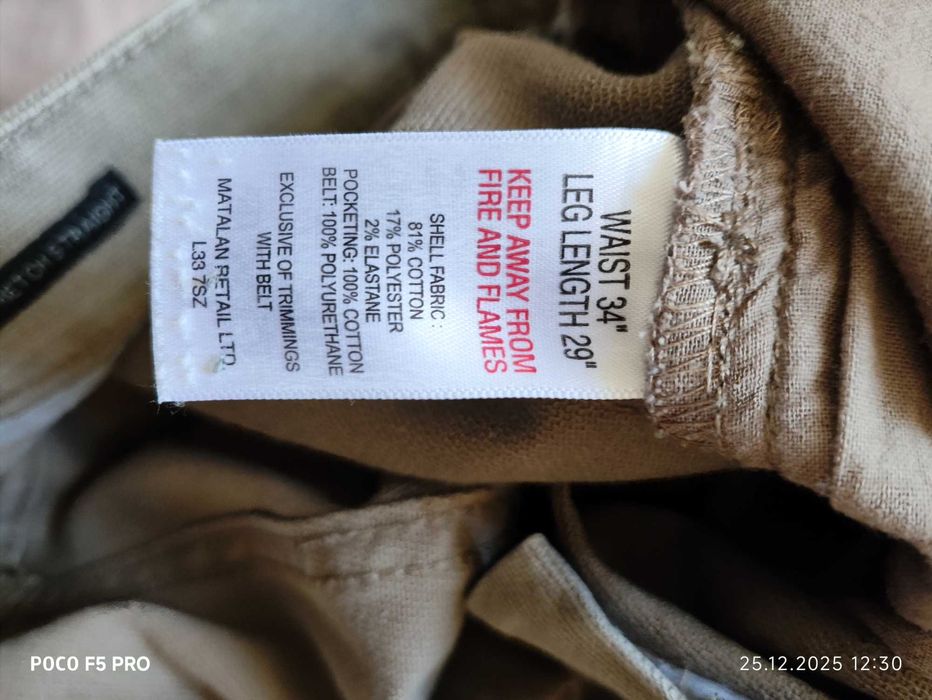 WAIST 34"
LEG LENGTH 29"
KEEP AWAY FROM
FIRE AND FLAMES
SHELL FABRIC :
81% COTTON
17% POLYESTER
2% ELASTANE
POCKETING: 100% COTTON
BELT: 100% POLYURETHANE
EXCLUSIVE OF TRIMMINGS
WITH BELT
MATALAN RETAIL LTD.
L33 7SZ
STRAIGHT
POCO F5 PRO
25.12.2025 12:30